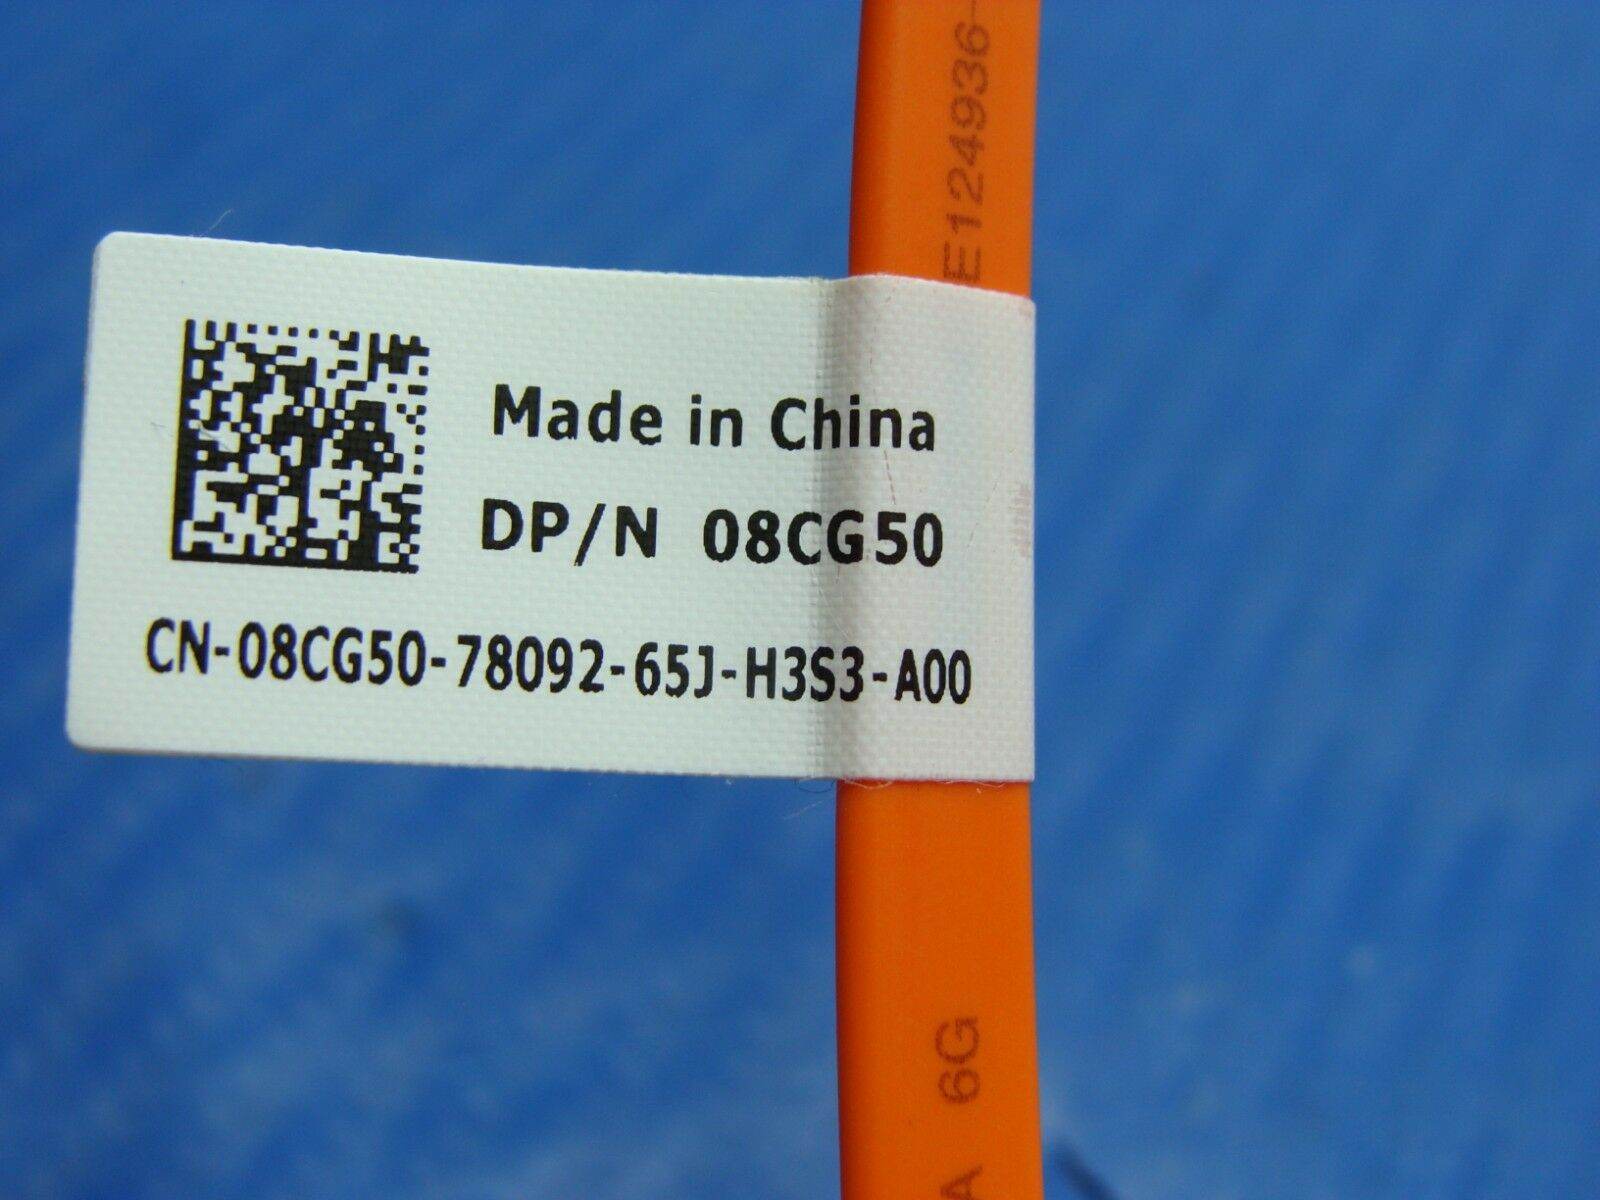 Made in China
DP/N 08CG50
CN-08CG50-78092-65J-H3S3-A00
E124936-
A 6G